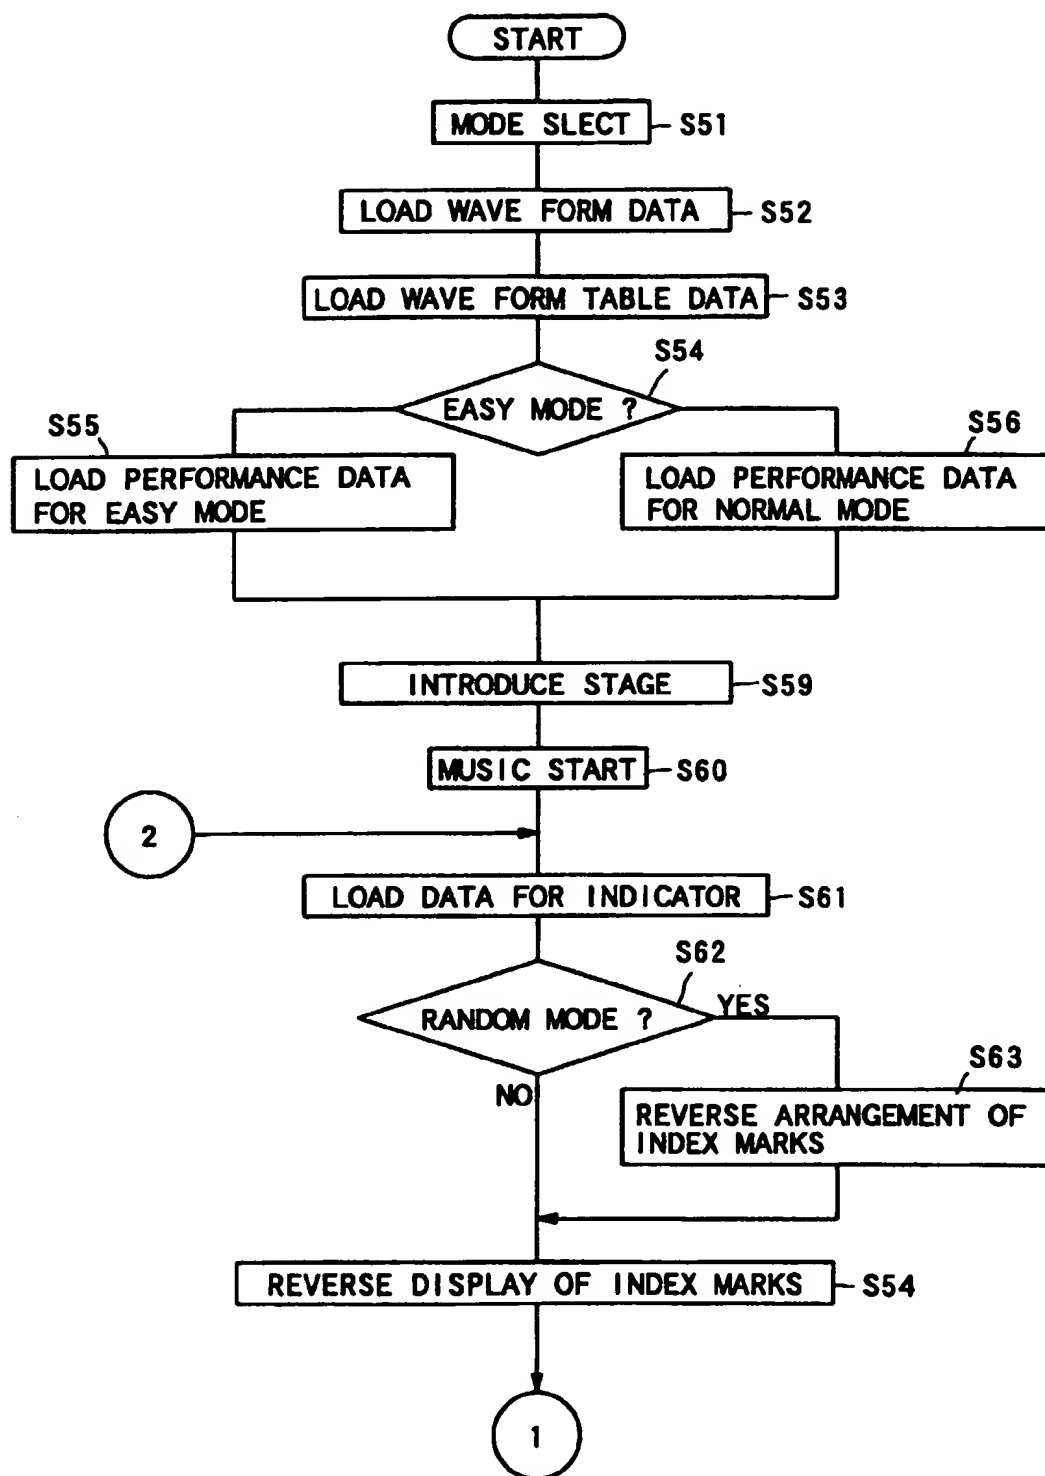 START
MODE SLECT
S51
LOAD WAVE FORM DATA
S52
LOAD WAVE FORM TABLE DATA
S53
S54
EASY MODE ?
S55
LOAD PERFORMANCE DATA
FOR EASY MODE
S56
LOAD PERFORMANCE DATA
FOR NORMAL MODE
INTRODUCE STAGE
S59
MUSIC START
S60
2
LOAD DATA FOR INDICATOR
S61
S62
RANDOM MODE ?
YES
NO
S63
REVERSE ARRANGEMENT OF
INDEX MARKS
REVERSE DISPLAY OF INDEX MARKS
S54
1